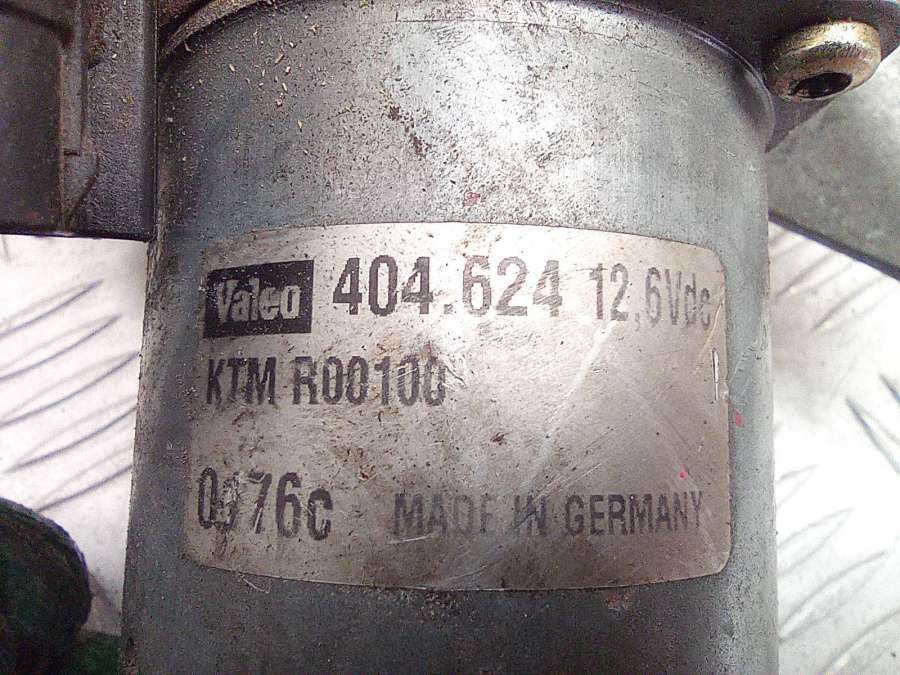 Valeo 404.624 12,6Vdc
KTM R00100
MADE IN GERMANY